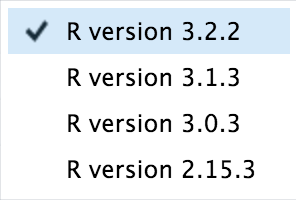 R version 3.2.2
R version 3.1.3
R version 3.0.3
R version 2.15.3